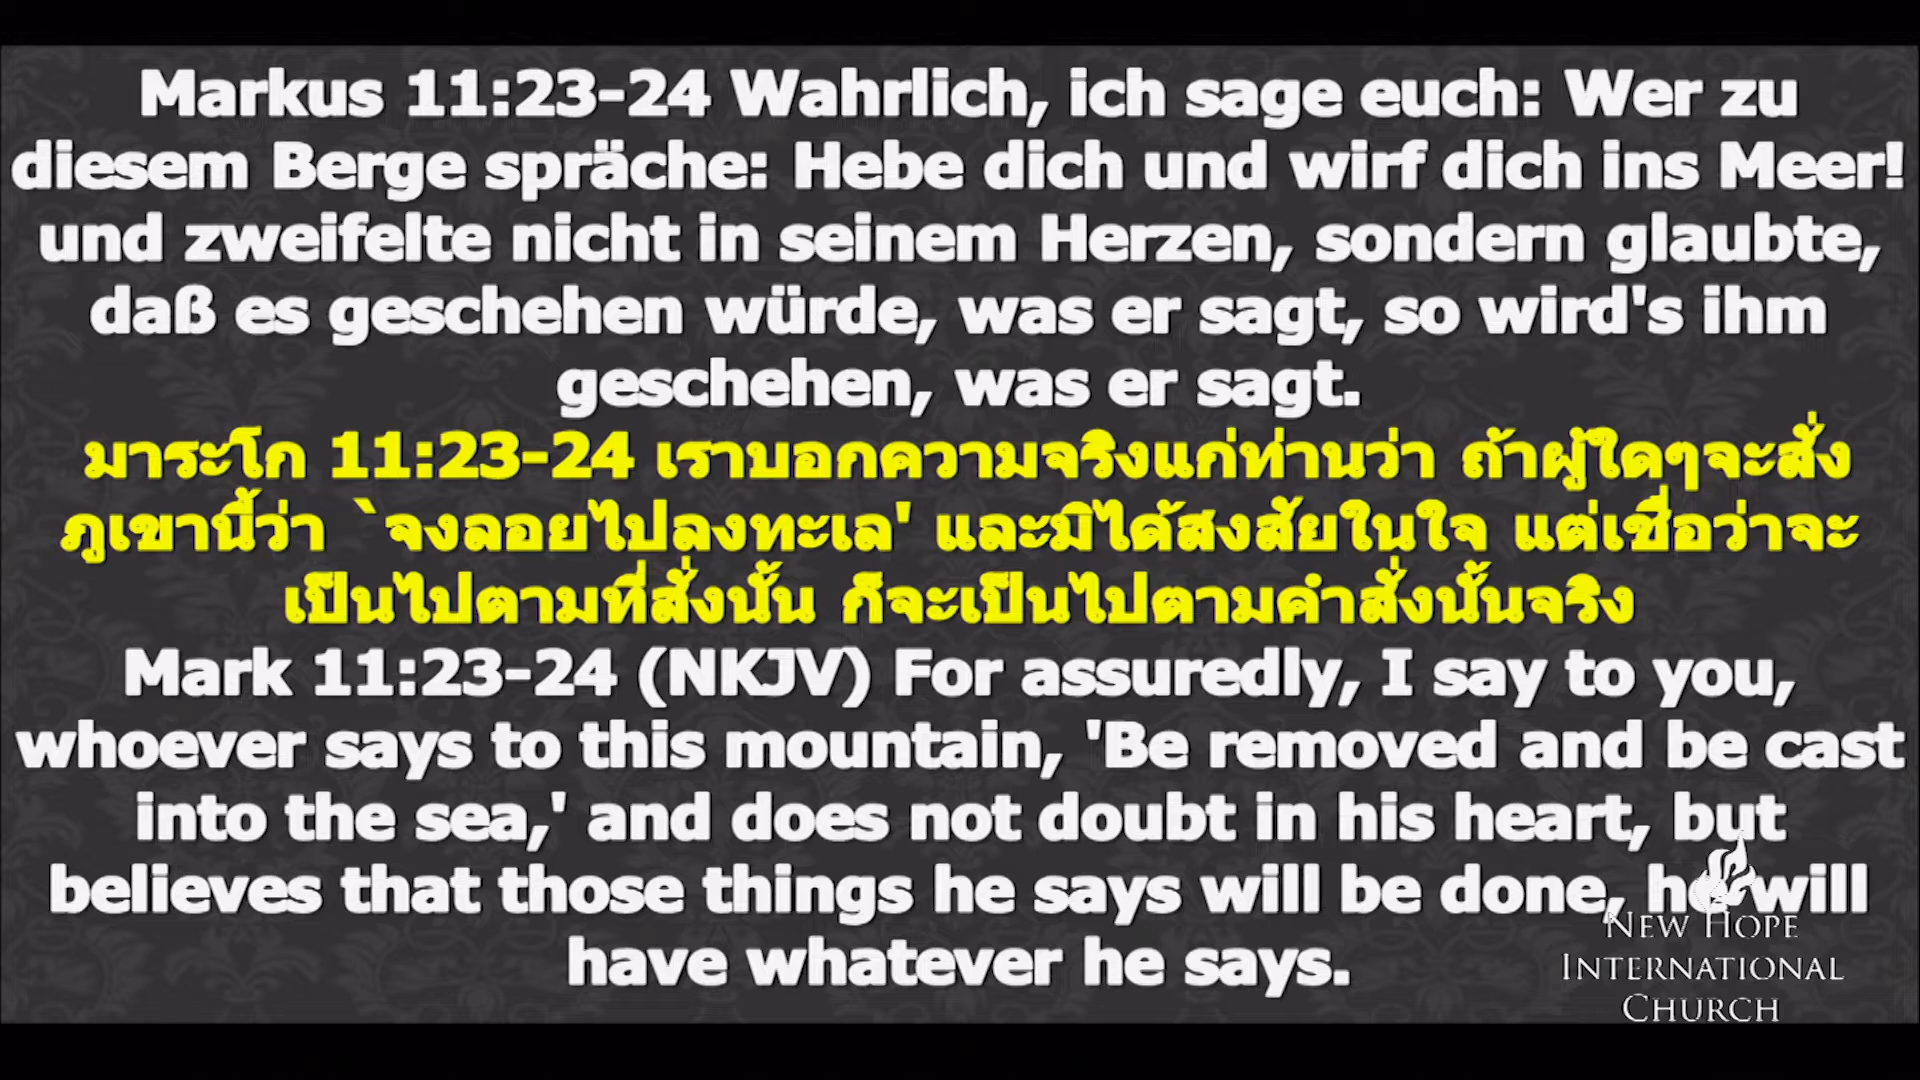 Markus 11:23-24 Wahrlich, ich sage euch: Wer zu
diesem Berge spräche: Hebe dich und wirf dich ins Meer!
und zweifelte nicht in seinem Herzen, sondern glaubte,
daß es geschehen würde, was er sagt, so wird's ihm
geschehen, was er sagt.
มาระโก 11:23-24 เราบอกความจริงแก่ท่านว่า ถ้าผู้ใดๆจะสั่ง
ภูเขานี้ว่า `จงลอยไปลงทะเล' และมิได้สงสัยในใจ แต่เชื่อว่าจะ
เป็นไปตามที่สั่งนั้น ก็จะเป็นไปตามคำสั่งนั้นจริง
Mark 11:23-24 (NKJV) For assuredly, I say to you,
whoever says to this mountain, 'Be removed and be cast
into the sea,' and does not doubt in his heart, but
believes that those things he says will be done, he will
have whatever he says.
NEW HOPE
INTERNATIONAL
CHURCH